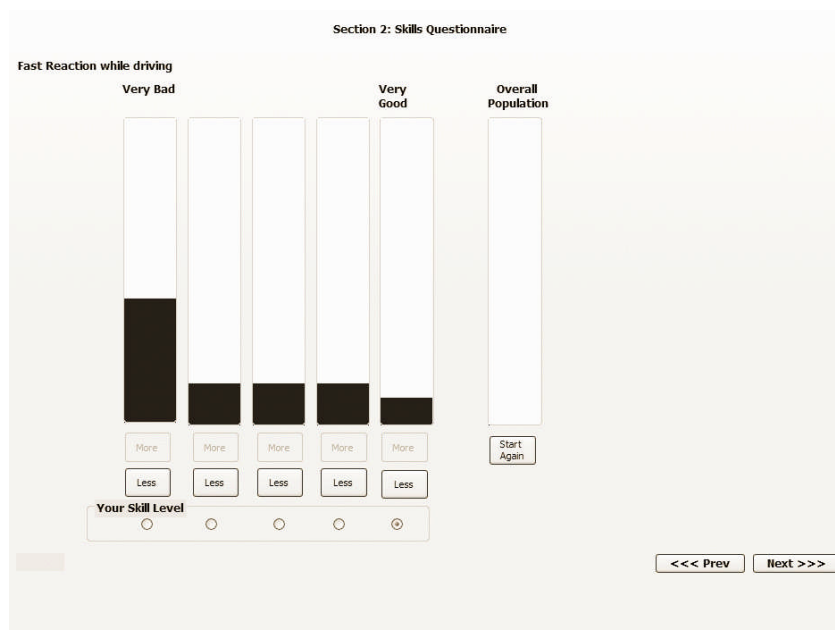 Section 2: Skills Questionnaire
Fast Reaction while driving
Very Bad
Very
Good
Overall
Population
More More More More More
Start
Again
Less Less Less Less Less
Your Skill Level
<<< Prev Next >>>